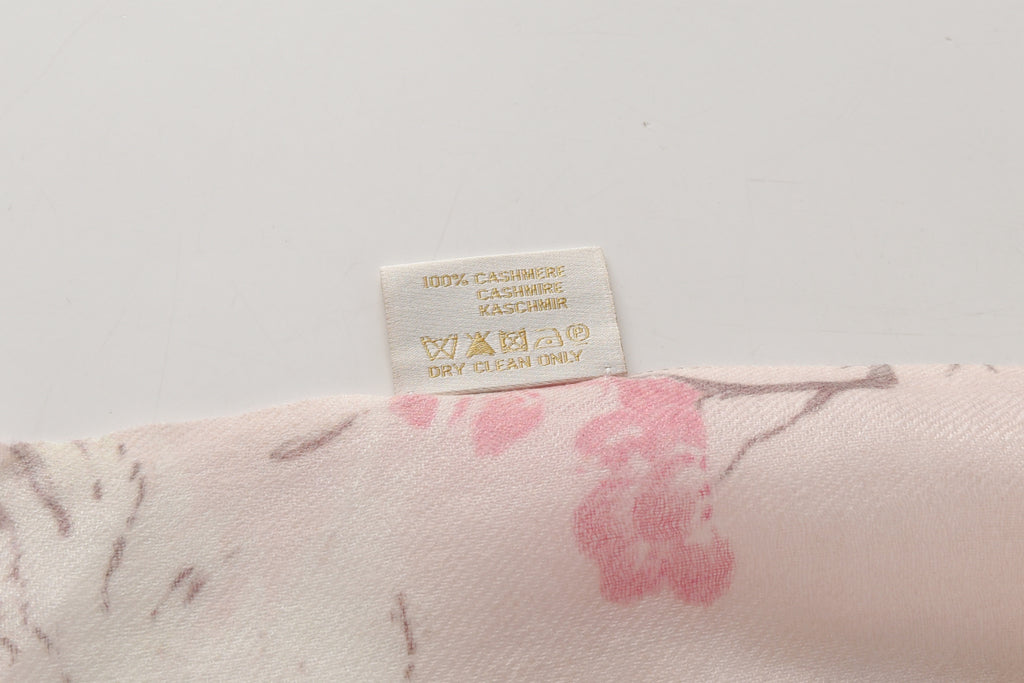 100% CASHMERE
CASHMIRE
KASCHMIR
P
DRY CLEAN ONLY